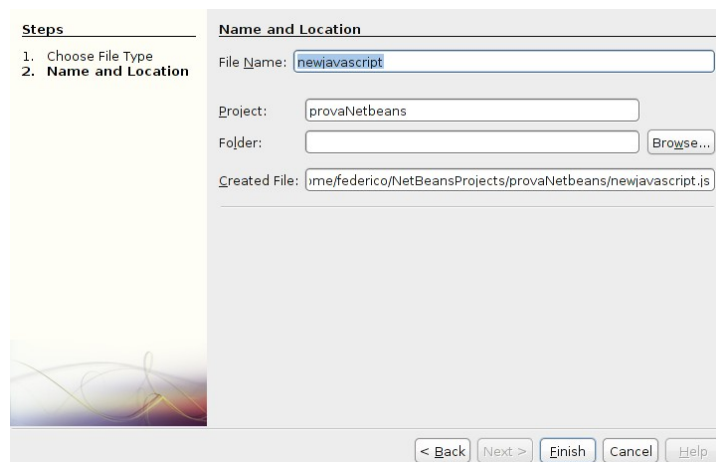 Steps
1. Choose File Type
2. Name and Location
Name and Location
File Name: newjavascript
Project: provaNetbeans
Folder: Browse...
Created File: ome/federico/NetBeansProjects/provaNetbeans/newjavascript.js
< Back Next > Finish Cancel Help